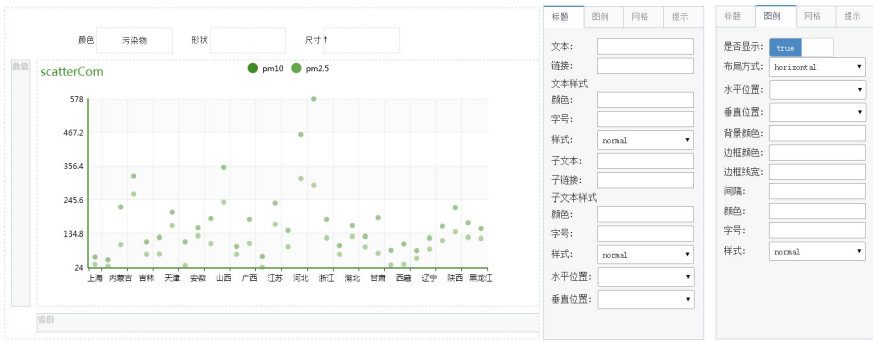 颜色 污染物 形状 尺寸↑
数值
scatterCom
pm10 pm2.5
578
467.2
356.4
245.6
134.8
24
上海 内蒙古 吉林 天津 安徽 山西 广西 江苏 河北 浙江 湖北 甘肃 西藏 辽宁 陕西 黑龙江
省份
标题 图例 网格 提示
文本:
链接:
文本样式
颜色:
字号:
样式: normal
子文本:
子链接:
子文本样式
颜色:
字号:
样式: normal
水平位置:
垂直位置:
标题 图例 网格 提示
是否显示: true
布局方式: horizontal
水平位置:
垂直位置:
背景颜色:
边框颜色:
边框线宽:
间隔:
颜色:
字号:
样式: normal